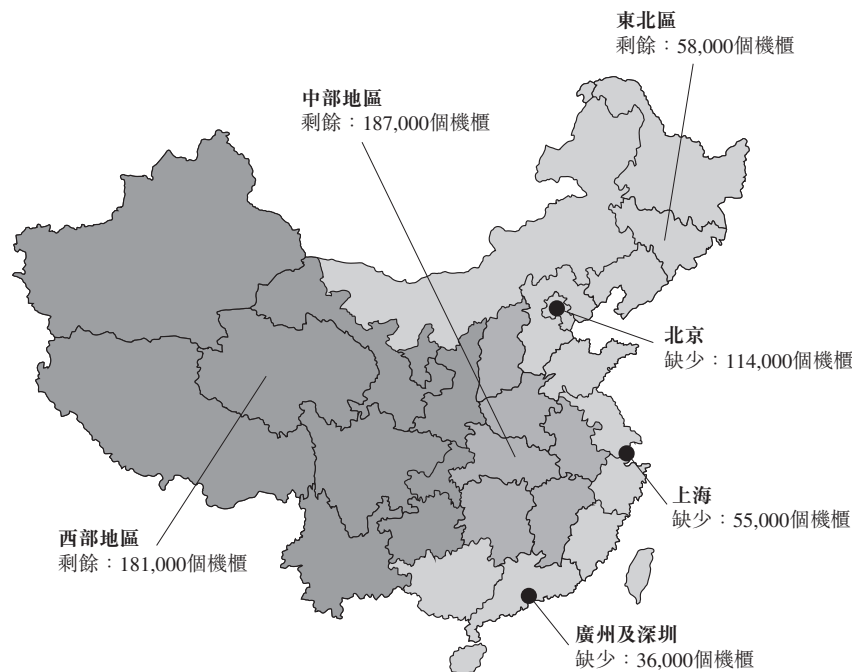 東北區
剩餘：58,000個機櫃
中部地區
剩餘：187,000個機櫃
北京
缺少：114,000個機櫃
上海
缺少：55,000個機櫃
西部地區
剩餘：181,000個機櫃
廣州及深圳
缺少：36,000個機櫃